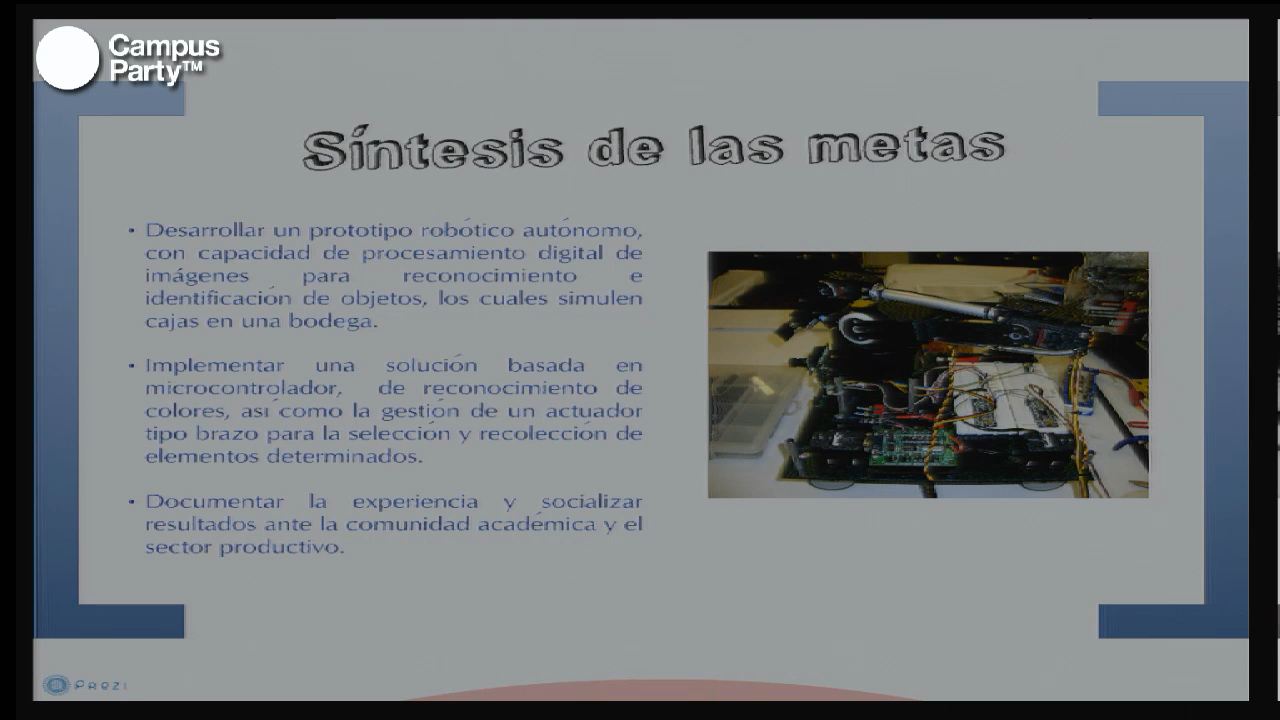 Campus
Party™
Síntesis de las metas
• Desarrollar un prototipo robótico autónomo,
con capacidad de procesamiento digital de
imágenes para reconocimiento e
identificación de objetos, los cuales simulen
cajas en una bodega.
• Implementar una solución basada en
microcontrolador, de reconocimiento de
colores, así como la gestión de un actuador
tipo brazo para la selección y recolección de
elementos determinados.
• Documentar la experiencia y socializar
resultados ante la comunidad académica y el
sector productivo.
Prezi